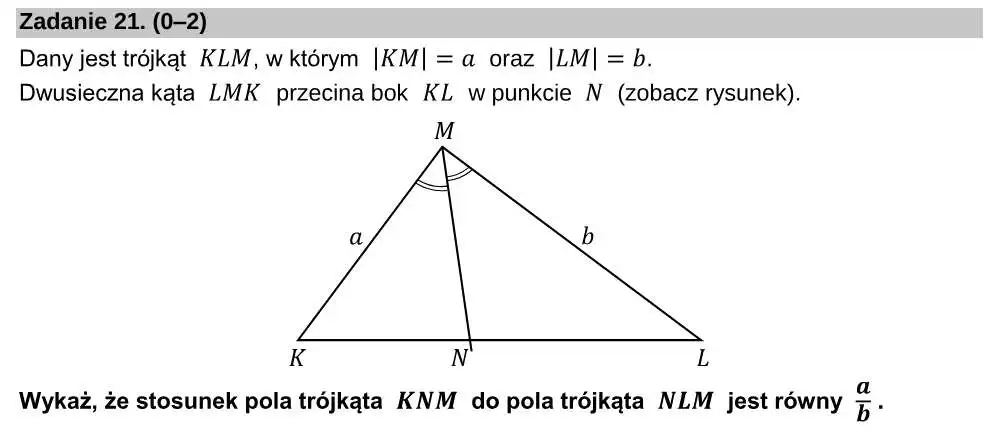 Zadanie 21. (0–2)
Dany jest trójkąt KLM, w którym |KM| = a oraz |LM| = b.
Dwusieczna kąta LMK przecina bok KL w punkcie N (zobacz rysunek).
M
a
b
K
N
L
Wykaż, że stosunek pola trójkąta KNM do pola trójkąta NLM jest równy a/b.